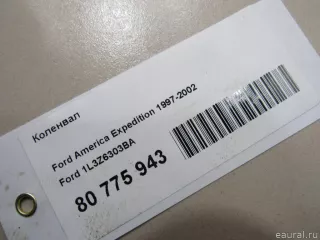 Коленвал
Ford America Expedition 1997-2002
Ford 1L3Z6303BA
80 775 943
eaural.ru